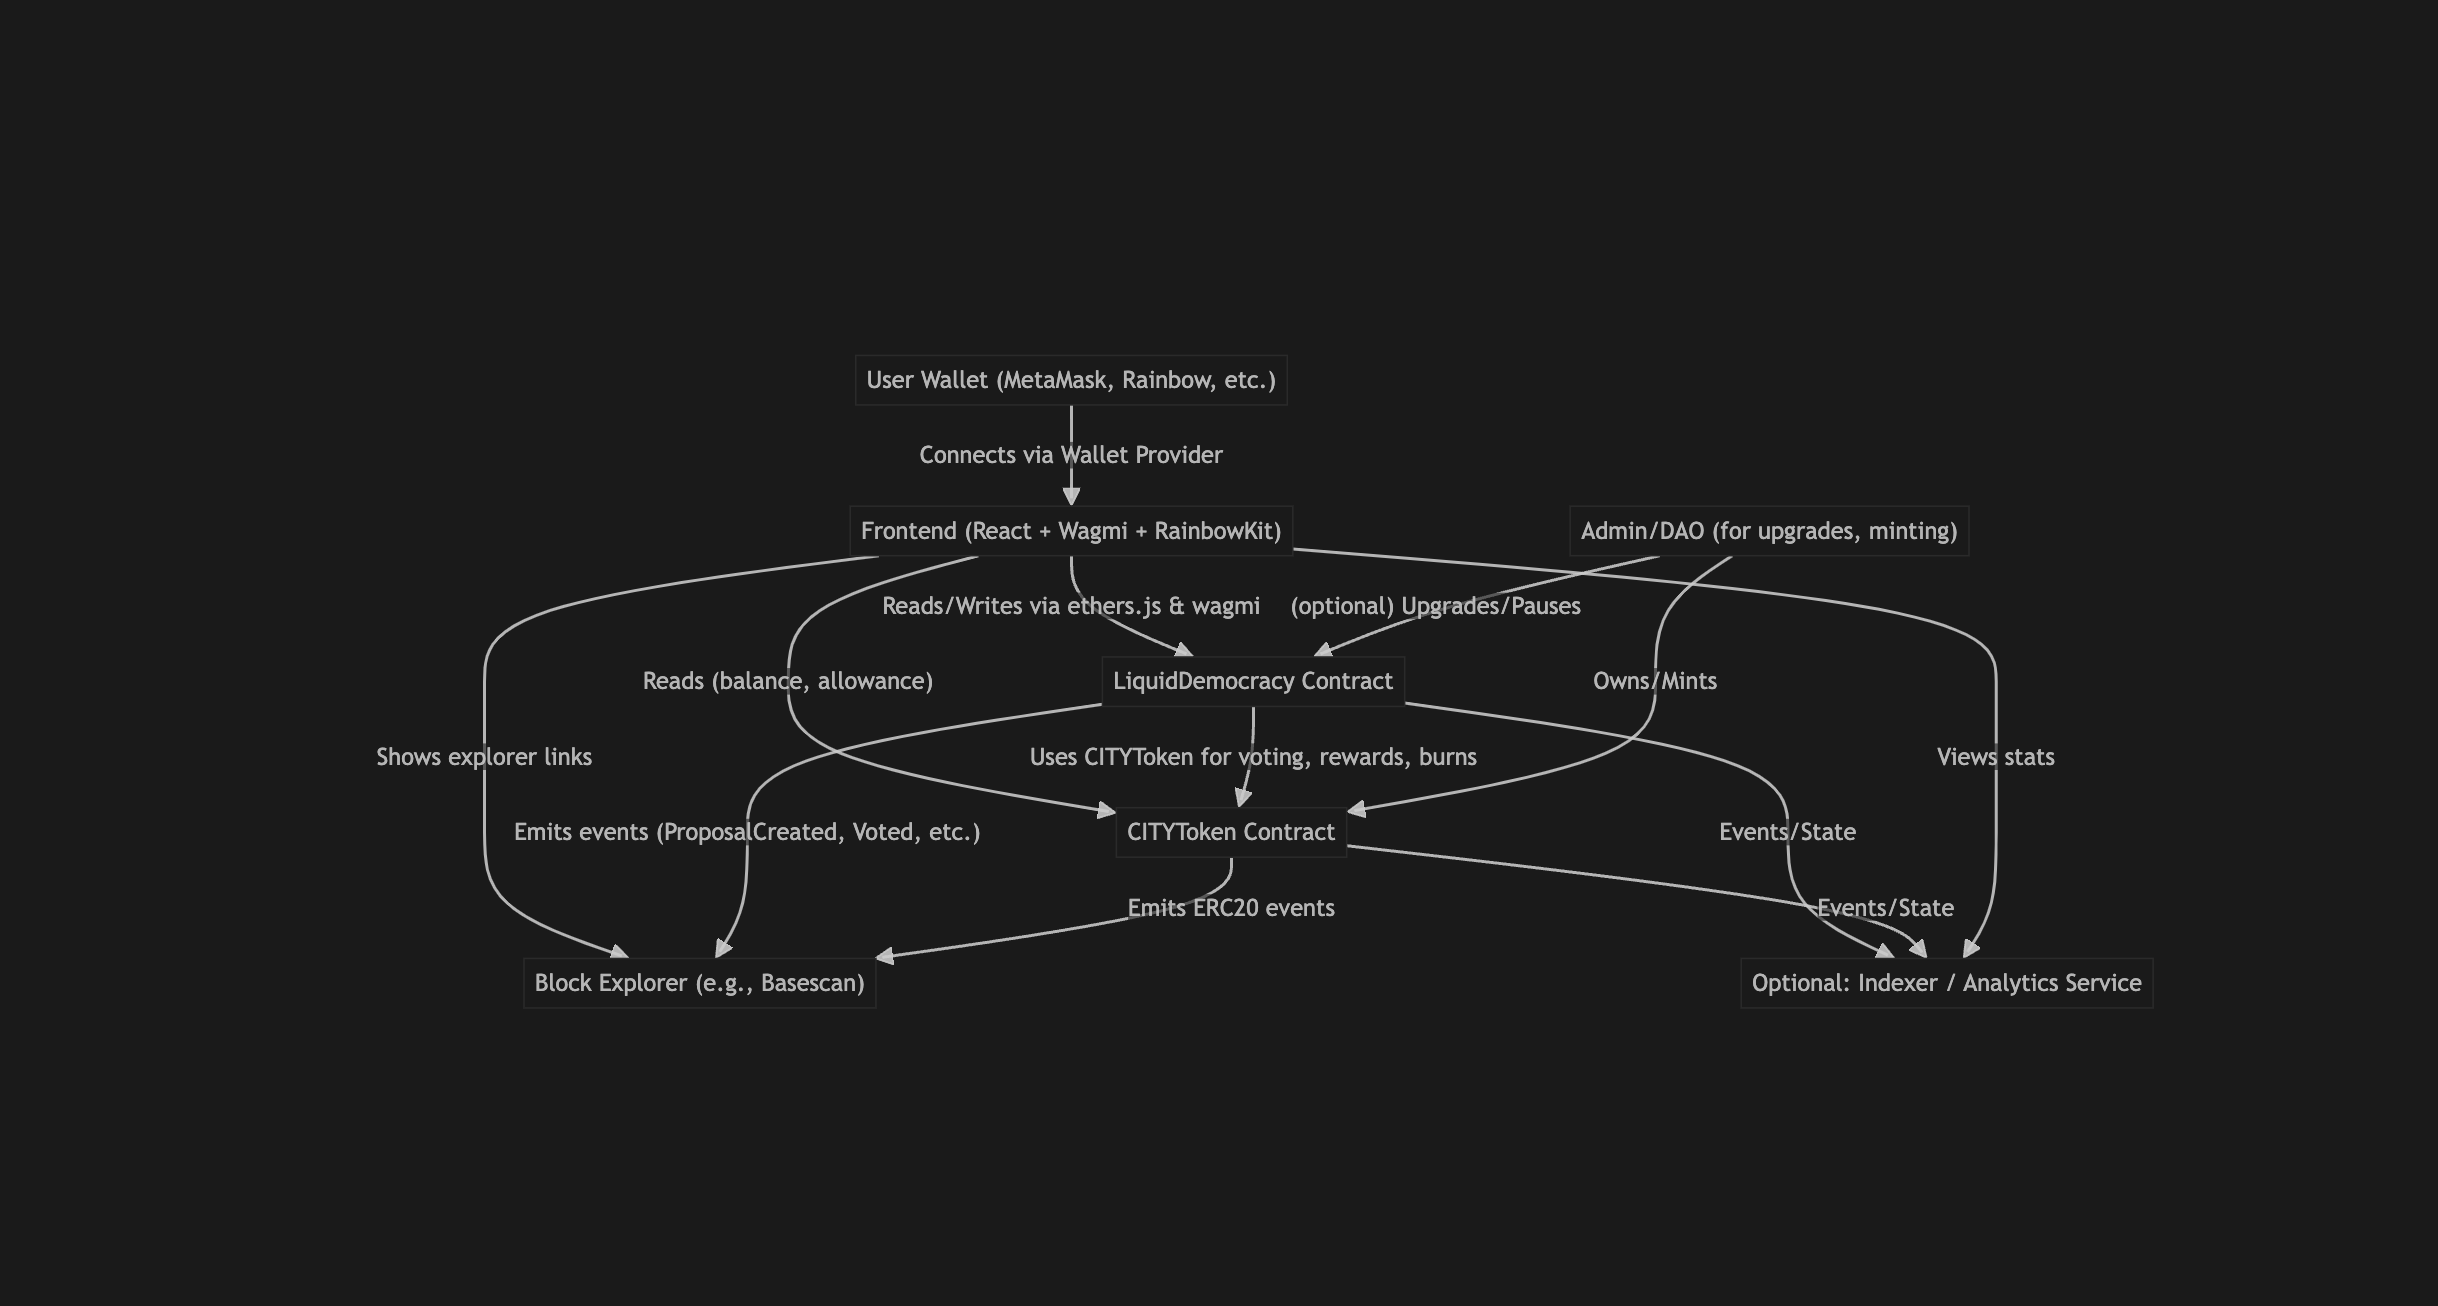 User Wallet (MetaMask, Rainbow, etc.)
Connects via Wallet Provider
Frontend (React + Wagmi + RainbowKit)
Admin/DAO (for upgrades, minting)
Reads/Writes via ethers.js & wagmi
(optional) Upgrades/Pauses
Reads (balance, allowance)
LiquidDemocracy Contract
Owns/Mints
Shows explorer links
Uses CITYToken for voting, rewards, burns
Views stats
Emits events (ProposalCreated, Voted, etc.)
CITYToken Contract
Events/State
Emits ERC20 events
Events/State
Block Explorer (e.g., Basescan)
Optional: Indexer / Analytics Service